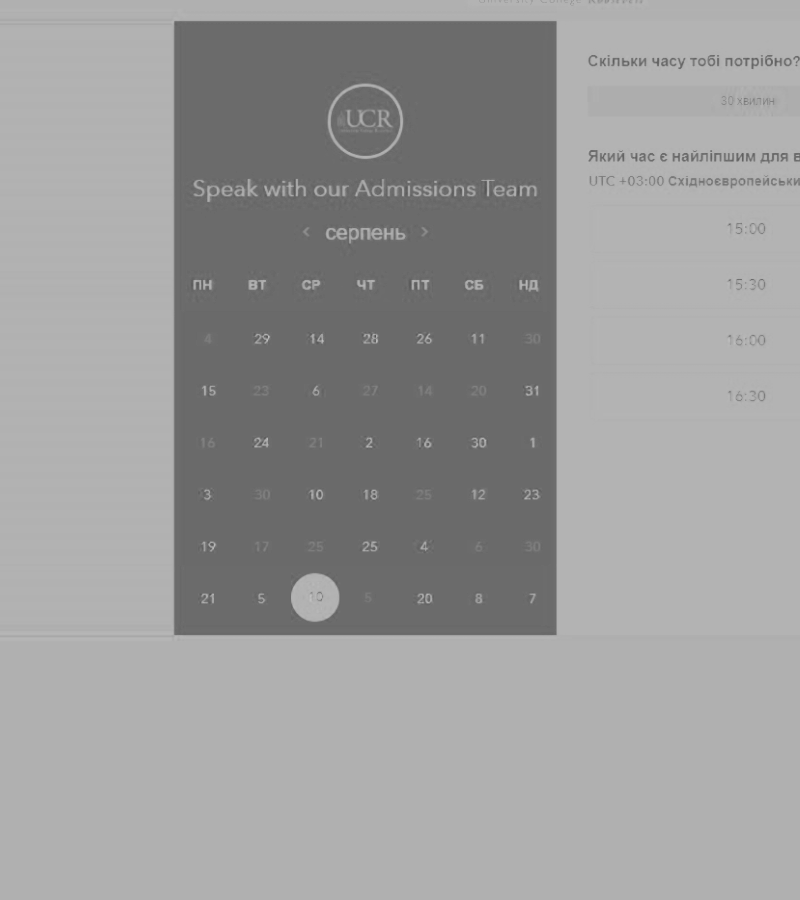 UCR
Speak with our Admissions Team
< серпень >
ПН ВТ СР ЧТ ПТ СБ НД
4 29 14 28 26 11 30
15 23 6 27 14 20 31
16 24 21 2 16 30 1
3 30 10 18 25 12 23
19 17 25 25 4 6 30
21 5 10 5 20 8 7
Скільки часу тобі потрібно?
30 хвилин
Який час є найліпшим для в
UTC +03:00 Східноєвропейськи
15:00
15:30
16:00
16:30